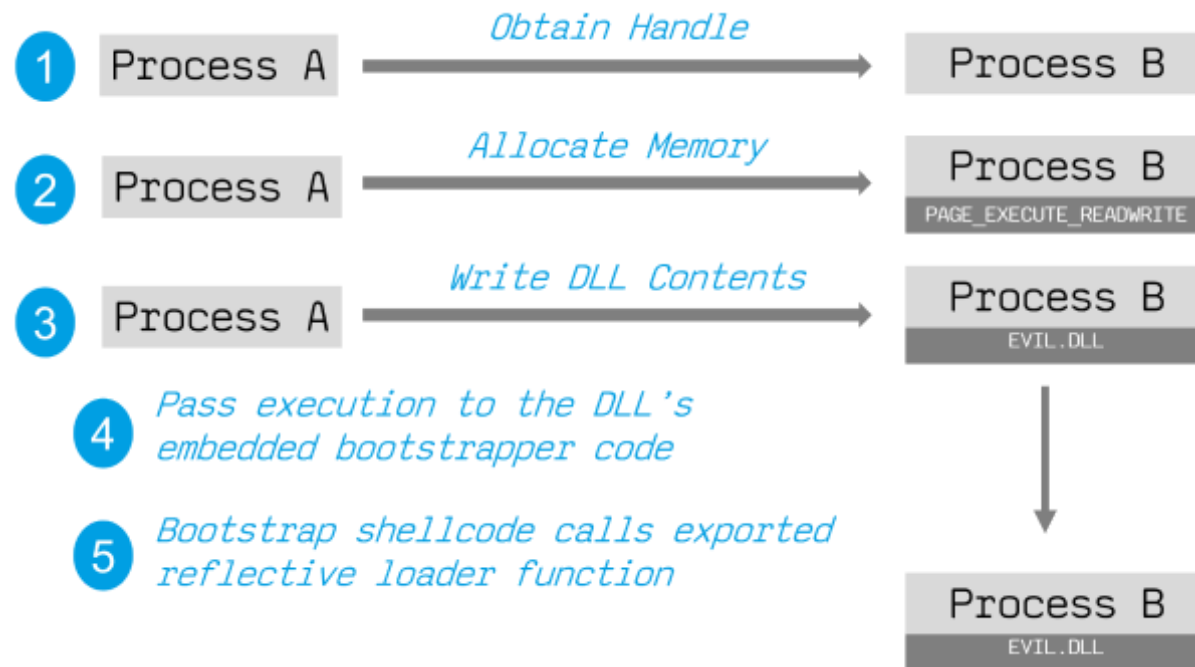 1
Process A
Obtain Handle
Process B
2
Process A
Allocate Memory
Process B
PAGE_EXECUTE_READWRITE
3
Process A
Write DLL Contents
Process B
EVIL.DLL
4
Pass execution to the DLL’s
embedded bootstrapper code
5
Bootstrap shellcode calls exported
reflective loader function
Process B
EVIL.DLL